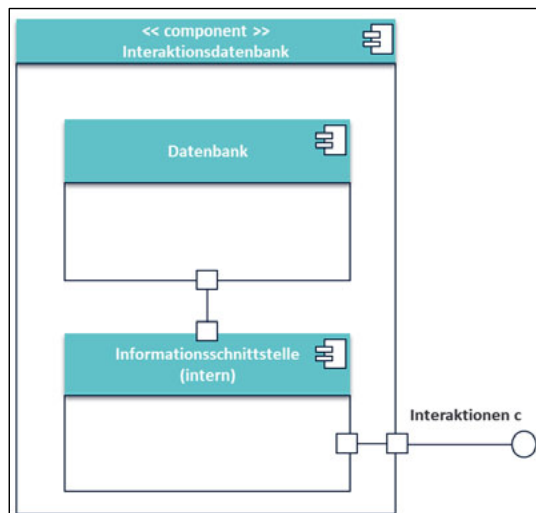 << component >>
Interaktionsdatenbank
Datenbank
Informationsschnittstelle
(intern)
Interaktionen c